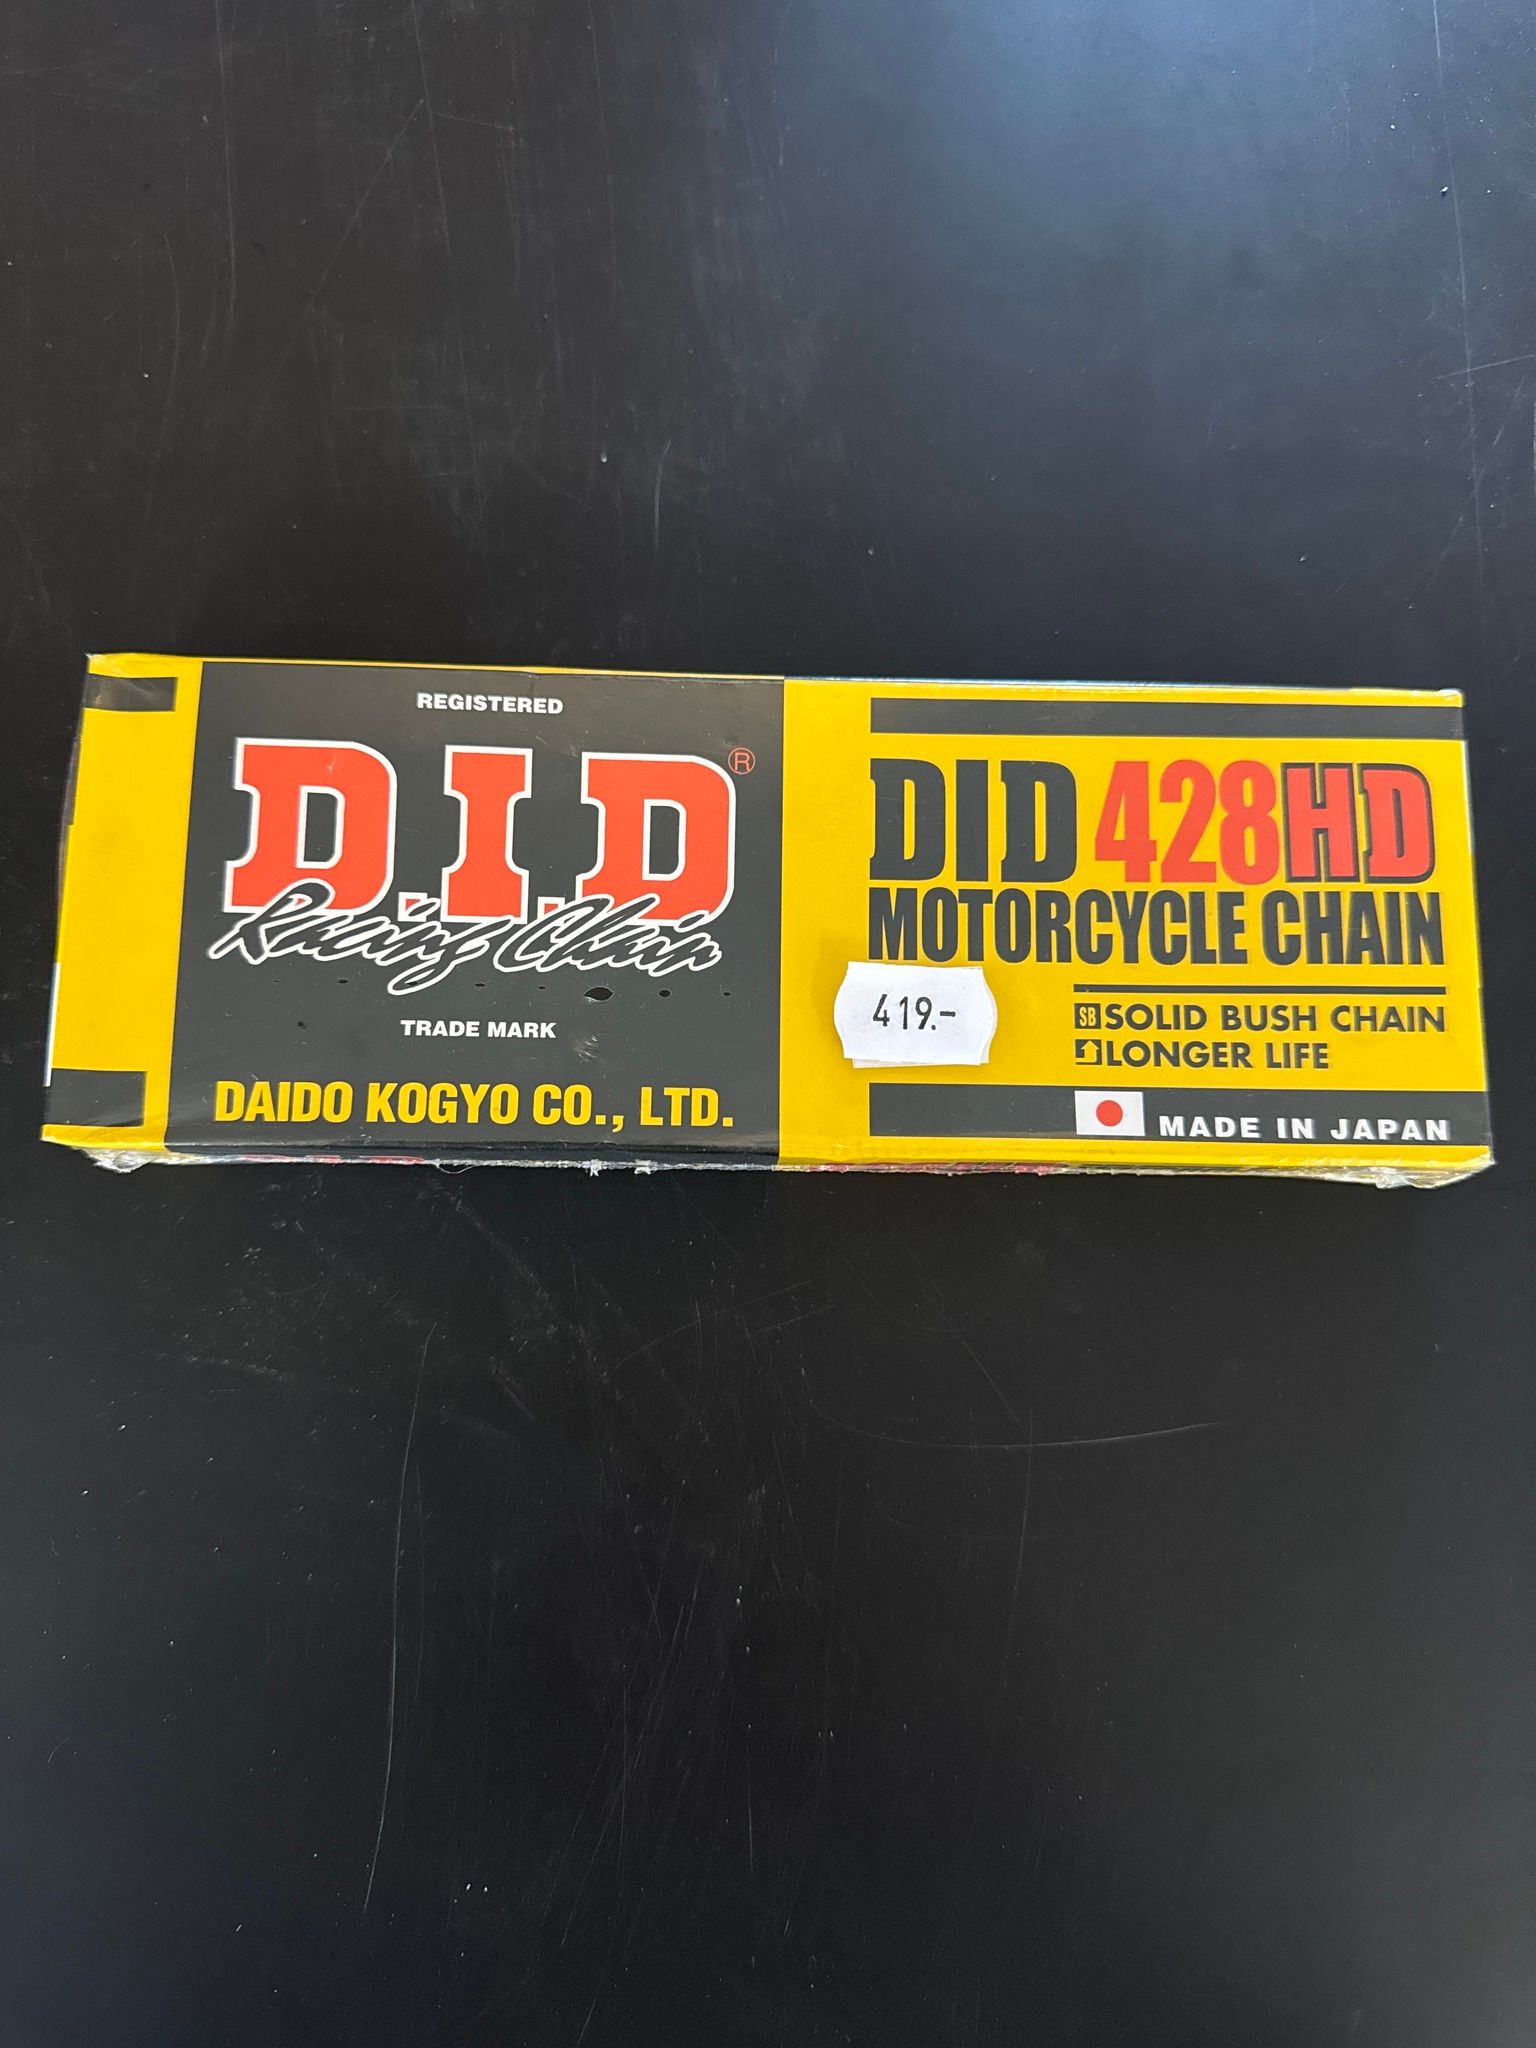 REGISTERED
D.I.D®
Racing Chain
TRADE MARK
DAIDO KOGYO CO., LTD.
DID 428HD
MOTORCYCLE CHAIN
419.-
SB SOLID BUSH CHAIN
LONGER LIFE
MADE IN JAPAN